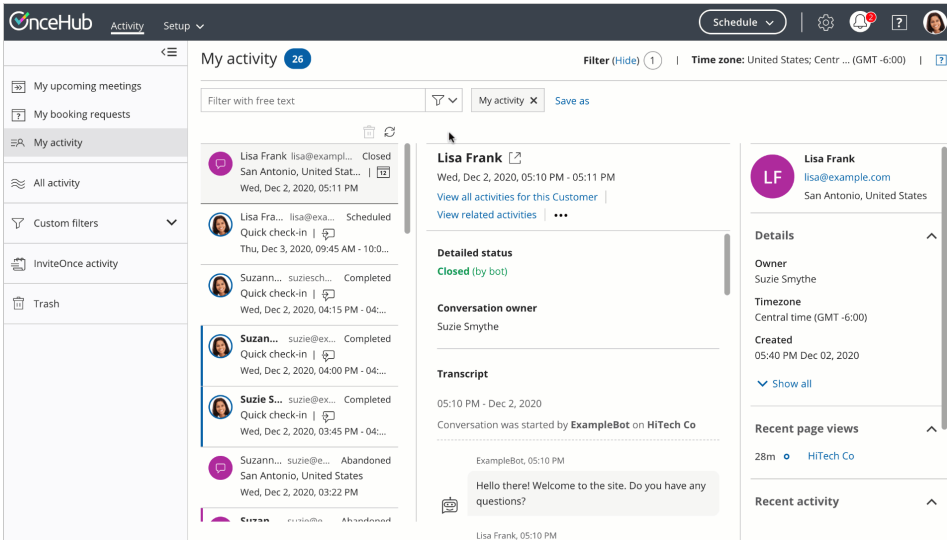 OnceHub
Activity
Setup
Schedule
2
?
My upcoming meetings
? My booking requests
My activity
All activity
Custom filters
InviteOnce activity
Trash
My activity 26
Filter (Hide) 1 | Time zone: United States; Centr ... (GMT -6:00) | ?
Filter with free text
My activity X
Save as
Lisa Frank lisa@exampl... Closed
San Antonio, United Stat... | 12
Wed, Dec 2, 2020, 05:11 PM
Lisa Fra... lisa@exa... Scheduled
Quick check-in |
Thu, Dec 3, 2020, 09:45 AM - 10:0...
Suzann... suziesch... Completed
Quick check-in |
Wed, Dec 2, 2020, 04:15 PM - 04:...
Suzan... suzie@ex... Completed
Quick check-in |
Wed, Dec 2, 2020, 04:00 PM - 04:...
Suzie S... suzie@ex... Completed
Quick check-in |
Wed, Dec 2, 2020, 03:45 PM - 04:...
Suzann... suzie@e... Abandoned
San Antonio, United States
Wed, Dec 2, 2020, 03:22 PM
Suzan... suzie@e... Abandoned
Lisa Frank
Wed, Dec 2, 2020, 05:10 PM - 05:11 PM
View all activities for this Customer |
View related activities | •••
Detailed status
Closed (by bot)
Conversation owner
Suzie Smythe
Transcript
05:10 PM - Dec 2, 2020
Conversation was started by ExampleBot on HiTech Co
ExampleBot, 05:10 PM
Hello there! Welcome to the site. Do you have any
questions?
Lisa Frank, 05:10 PM
LF
Lisa Frank
lisa@example.com
San Antonio, United States
Details
Owner
Suzie Smythe
Timezone
Central time (GMT -6:00)
Created
05:40 PM Dec 02, 2020
Show all
Recent page views
28m HiTech Co
Recent activity